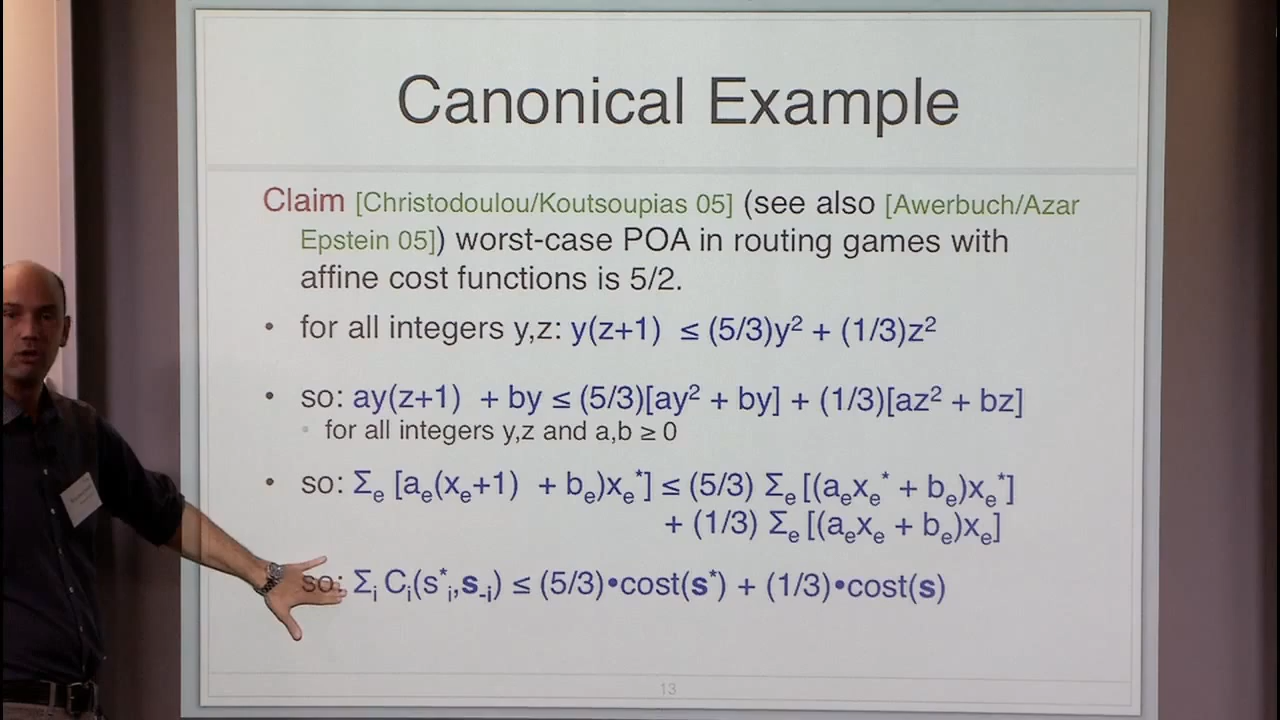 Canonical Example
Claim [Christodoulou/Koutsoupias 05] (see also [Awerbuch/Azar
Epstein 05]) worst-case POA in routing games with
affine cost functions is 5/2.
• for all integers y,z: y(z+1) ≤ (5/3)y² + (1/3)z²
• so: ay(z+1) + by ≤ (5/3)[ay² + by] + (1/3)[az² + bz]
• for all integers y,z and a,b ≥ 0
• so: Σₑ [aₑ(xₑ+1) + bₑ)xₑ*] ≤ (5/3) Σₑ [(aₑxₑ* + bₑ)xₑ*]
+ (1/3) Σₑ [(aₑxₑ + bₑ)xₑ]
so: Σᵢ Cᵢ(s*ᵢ,s₋ᵢ) ≤ (5/3)•cost(s*) + (1/3)•cost(s)
13